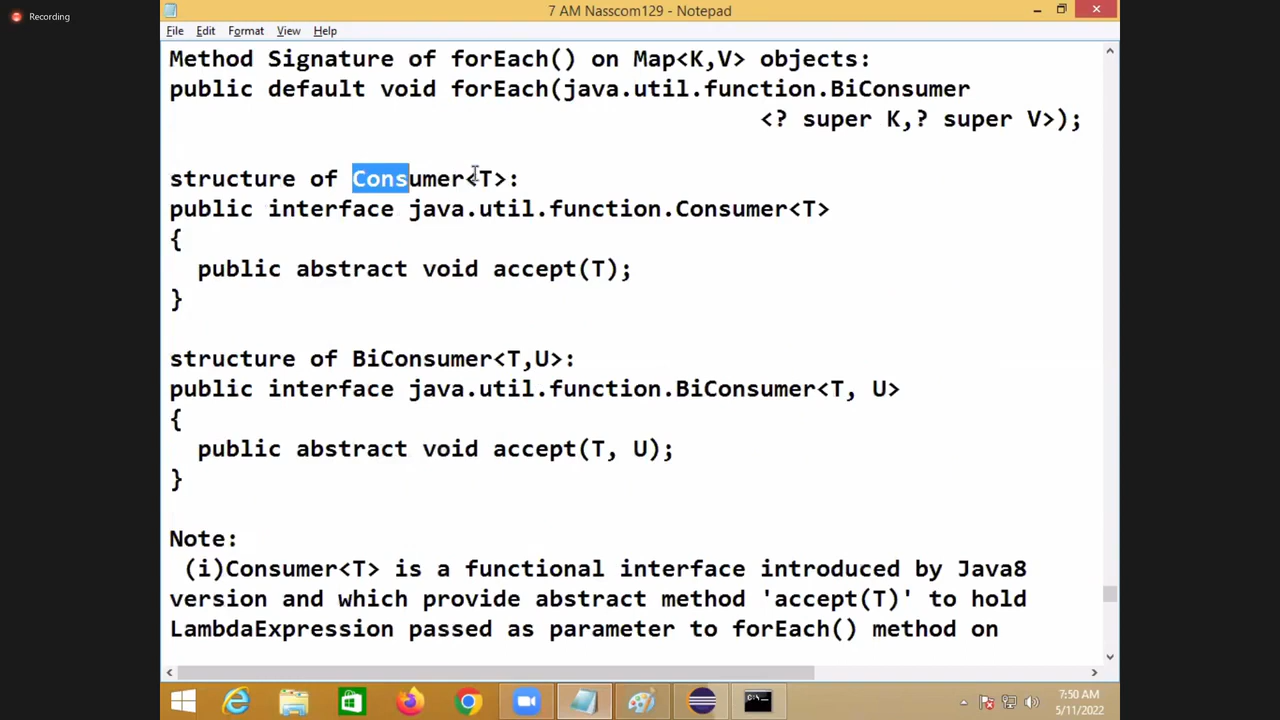 Recording
7 AM Nasscom129 - Notepad
File Edit Format View Help
Method Signature of forEach() on Map<K,V> objects:
public default void forEach(java.util.function.BiConsumer
<? super K,? super V>);
structure of Consumer<T>:
public interface java.util.function.Consumer<T>
{
public abstract void accept(T);
}
structure of BiConsumer<T,U>:
public interface java.util.function.BiConsumer<T, U>
{
public abstract void accept(T, U);
}
Note:
(i)Consumer<T> is a functional interface introduced by Java8
version and which provide abstract method 'accept(T)' to hold
LambdaExpression passed as parameter to forEach() method on
7:50 AM
5/11/2022